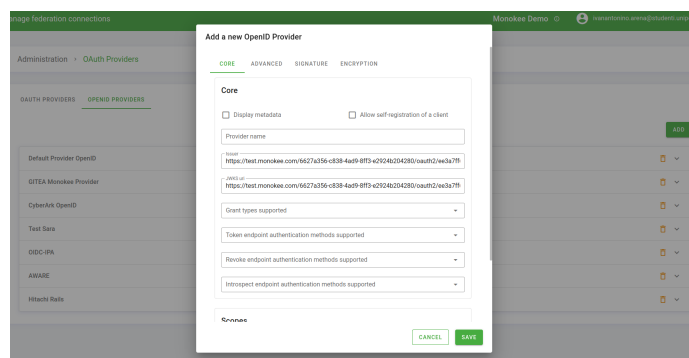 nage federation connections
Monokee Demo
Add a new OpenID Provider
Administration
OAuth Providers
CORE
ADVANCED
SIGNATURE
ENCRYPTION
Core
OAUTH PROVIDERS
OPENID PROVIDERS
Display metadata
Allow self-registration of a client
ADD
Provider name
Default Provider OpenID
Issuer
https://test.monokee.com/6627a356-c838-4ad9-8ff3-e2924b204280/oauth2/ee3a7ff
GITEA Monokee Provider
JWKS uri
https://test.monokee.com/6627a356-c838-4ad9-8ff3-e2924b204280/oauth2/ee3a7ff
CyberArk OpenID
Grant types supported
Test Sare
Token endpoint authentication methods supported
OIDC-IPA
Revoke endpoint authentication methods supported
AWARE
Introspect endpoint authentication methods supported
Hitachi Rails
Scopes
CANCEL
SAVE